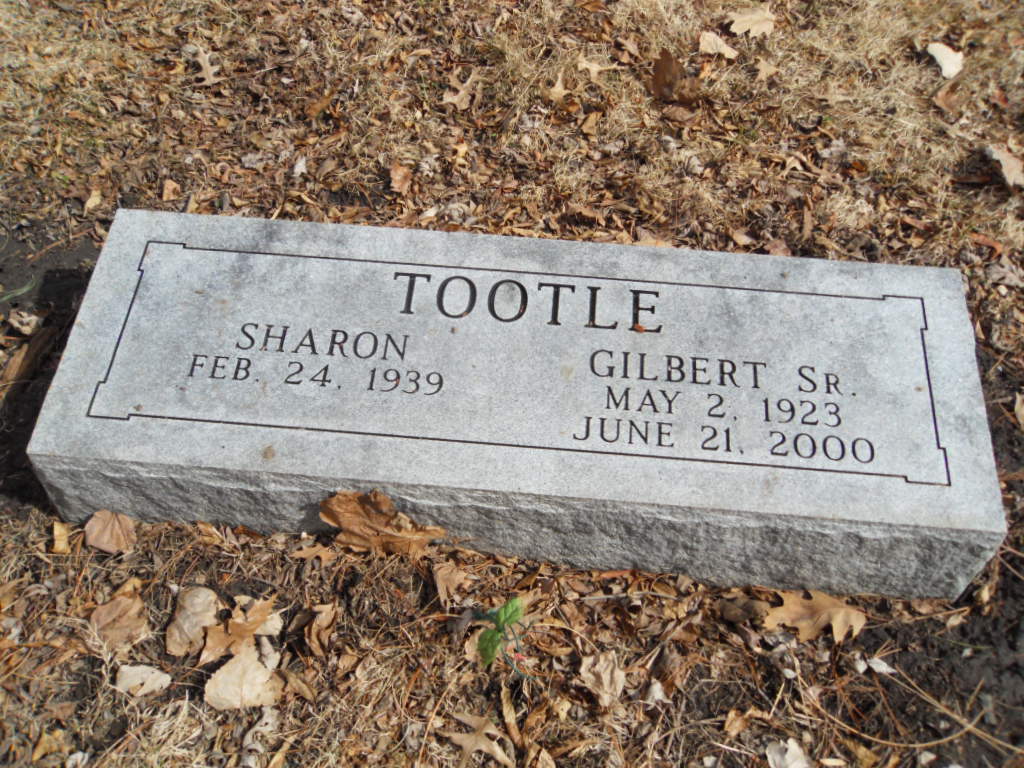 TOOTLE
SHARON
FEB. 24. 1939
GILBERT SR.
MAY 2, 1923
JUNE 21, 2000